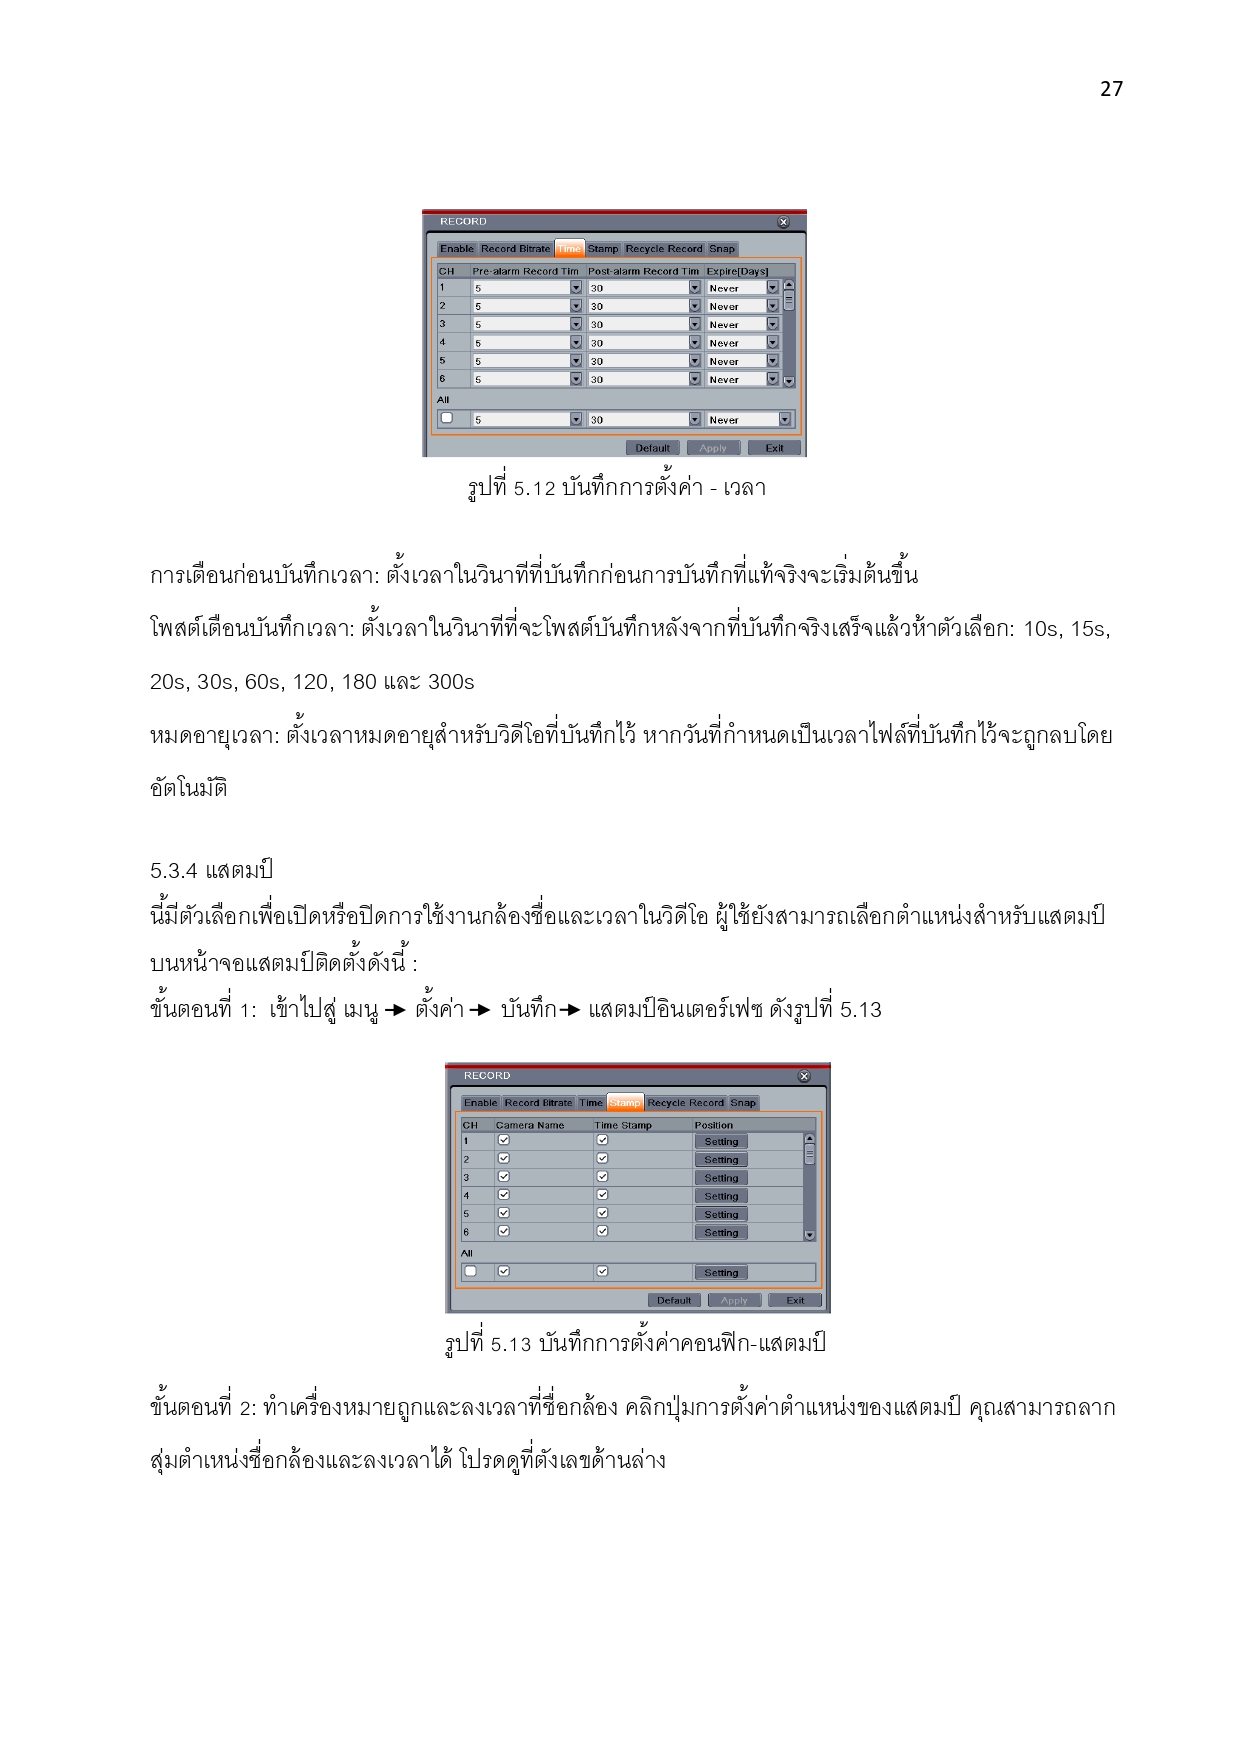 27
RECORD
Enable Record Bitrate Time Stamp Recycle Record Snap
CH Pre-alarm Record Tim Post-alarm Record Tim Expire[Days]
1 5 30 Never
2 5 30 Never
3 5 30 Never
4 5 30 Never
5 5 30 Never
6 5 30 Never
All
5 30 Never
Default Apply Exit
รูปที่ 5.12 บันทึกการตั้งค่า - เวลา
การเตือนก่อนบันทึกเวลา: ตั้งเวลาในวินาทีที่บันทึกก่อนการบันทึกที่แท้จริงจะเริ่มต้นขึ้น
โพสต์เตือนบันทึกเวลา: ตั้งเวลาในวินาทีที่จะโพสต์บันทึกหลังจากที่บันทึกจริงเสร็จแล้วห้าตัวเลือก: 10s, 15s,
20s, 30s, 60s, 120, 180 และ 300s
หมดอายุเวลา: ตั้งเวลาหมดอายุสำหรับวิดีโอที่บันทึกไว้ หากวันที่กำหนดเป็นเวลาไฟล์ที่บันทึกไว้จะถูกลบโดย
อัตโนมัติ
5.3.4 แสตมป์
นี้มีตัวเลือกเพื่อเปิดหรือปิดการใช้งานกล้องชื่อและเวลาในวิดีโอ ผู้ใช้ยังสามารถเลือกตำแหน่งสำหรับแสตมป์
บนหน้าจอแสตมป์ติดตั้งดังนี้ :
ขั้นตอนที่ 1: เข้าไปสู่ เมนู → ตั้งค่า → บันทึก → แสตมป์อินเตอร์เฟซ ดังรูปที่ 5.13
RECORD
Enable Record Bitrate Time Stamp Recycle Record Snap
CH Camera Name Time Stamp Position
1 Setting
2 Setting
3 Setting
4 Setting
5 Setting
6 Setting
All
Setting
Default Apply Exit
รูปที่ 5.13 บันทึกการตั้งค่าคอนฟิก-แสตมป์
ขั้นตอนที่ 2: ทำเครื่องหมายถูกและลงเวลาที่ชื่อกล้อง คลิกปุ่มการตั้งค่าตำแหน่งของแสตมป์ คุณสามารถลาก
สุ่มตำเหน่งชื่อกล้องและลงเวลาได้ โปรดดูที่ตังเลขด้านล่าง